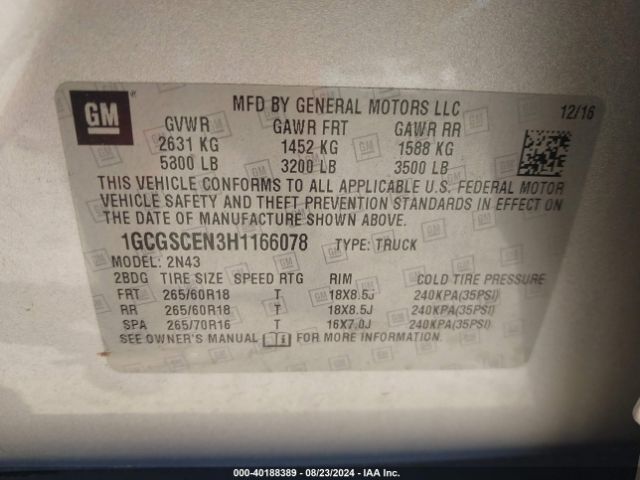 GM
MFD BY GENERAL MOTORS LLC
12/16
GVWR GAWR FRT GAWR RR
2631 KG 1452 KG 1588 KG
5800 LB 3200 LB 3500 LB
THIS VEHICLE CONFORMS TO ALL APPLICABLE U.S. FEDERAL MOTOR
VEHICLE SAFETY AND THEFT PREVENTION STANDARDS IN EFFECT ON
THE DATE OF MANUFACTURE SHOWN ABOVE.
1GCGSCEN3H1166078 TYPE: TRUCK
MODEL: 2N43
2BDG TIRE SIZE SPEED RTG RIM COLD TIRE PRESSURE
FRT 265/60R18 T 18X8.5J 240KPA(35PSI)
RR 265/60R18 T 18X8.5J 240KPA(35PSI)
SPA 265/70R16 T 16X7.0J 240KPA(35PSI)
SEE OWNER'S MANUAL FOR MORE INFORMATION
000-40188389 - 08/23/2024 - IAA Inc.